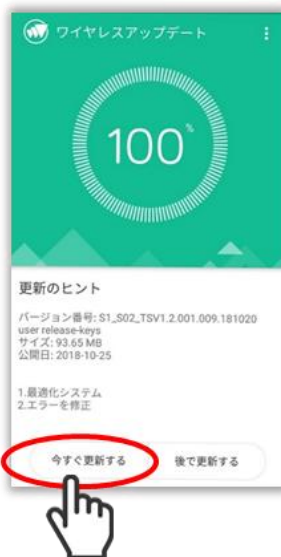 ワイヤレスアップデート
100%
更新のヒント
バージョン番号: S1_S02_TSV1.2.001.009.181020
user release-keys
サイズ: 93.65 MB
公開日: 2018-10-25
1.最適化システム
2.エラーを修正
今すぐ更新する
後で更新する